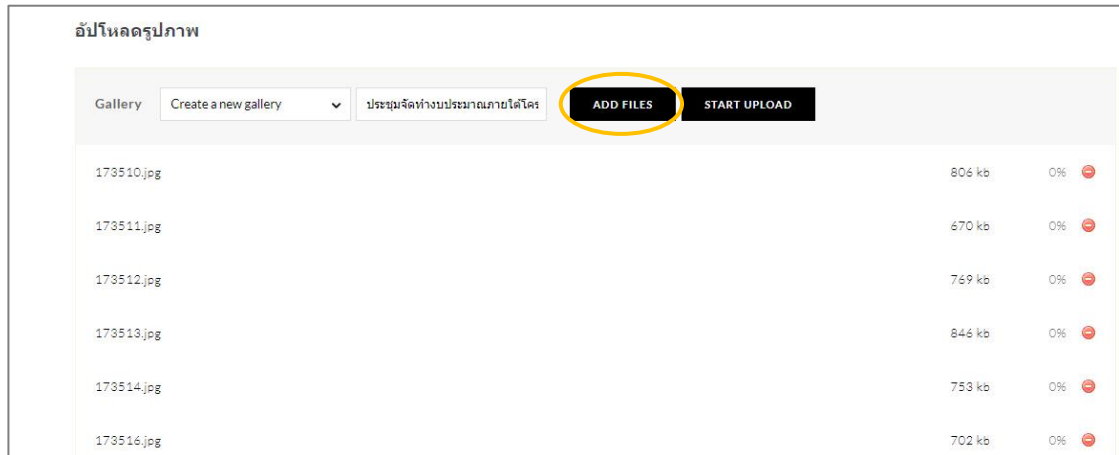 อัปโหลดรูปภาพ
Gallery Create a new gallery ประชุมจัดทำงบประมาณภายใต้โคร ADD FILES START UPLOAD
173510.jpg 806 kb 0%
173511.jpg 670 kb 0%
173512.jpg 769 kb 0%
173513.jpg 846 kb 0%
173514.jpg 753 kb 0%
173516.jpg 702 kb 0%